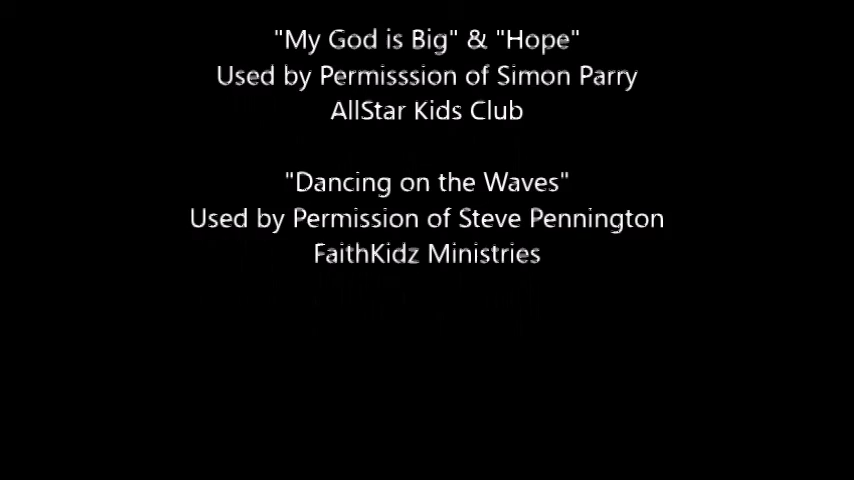 "My God is Big" & "Hope"
Used by Permisssion of Simon Parry
AllStar Kids Club
"Dancing on the Waves"
Used by Permission of Steve Pennington
FaithKidz Ministries